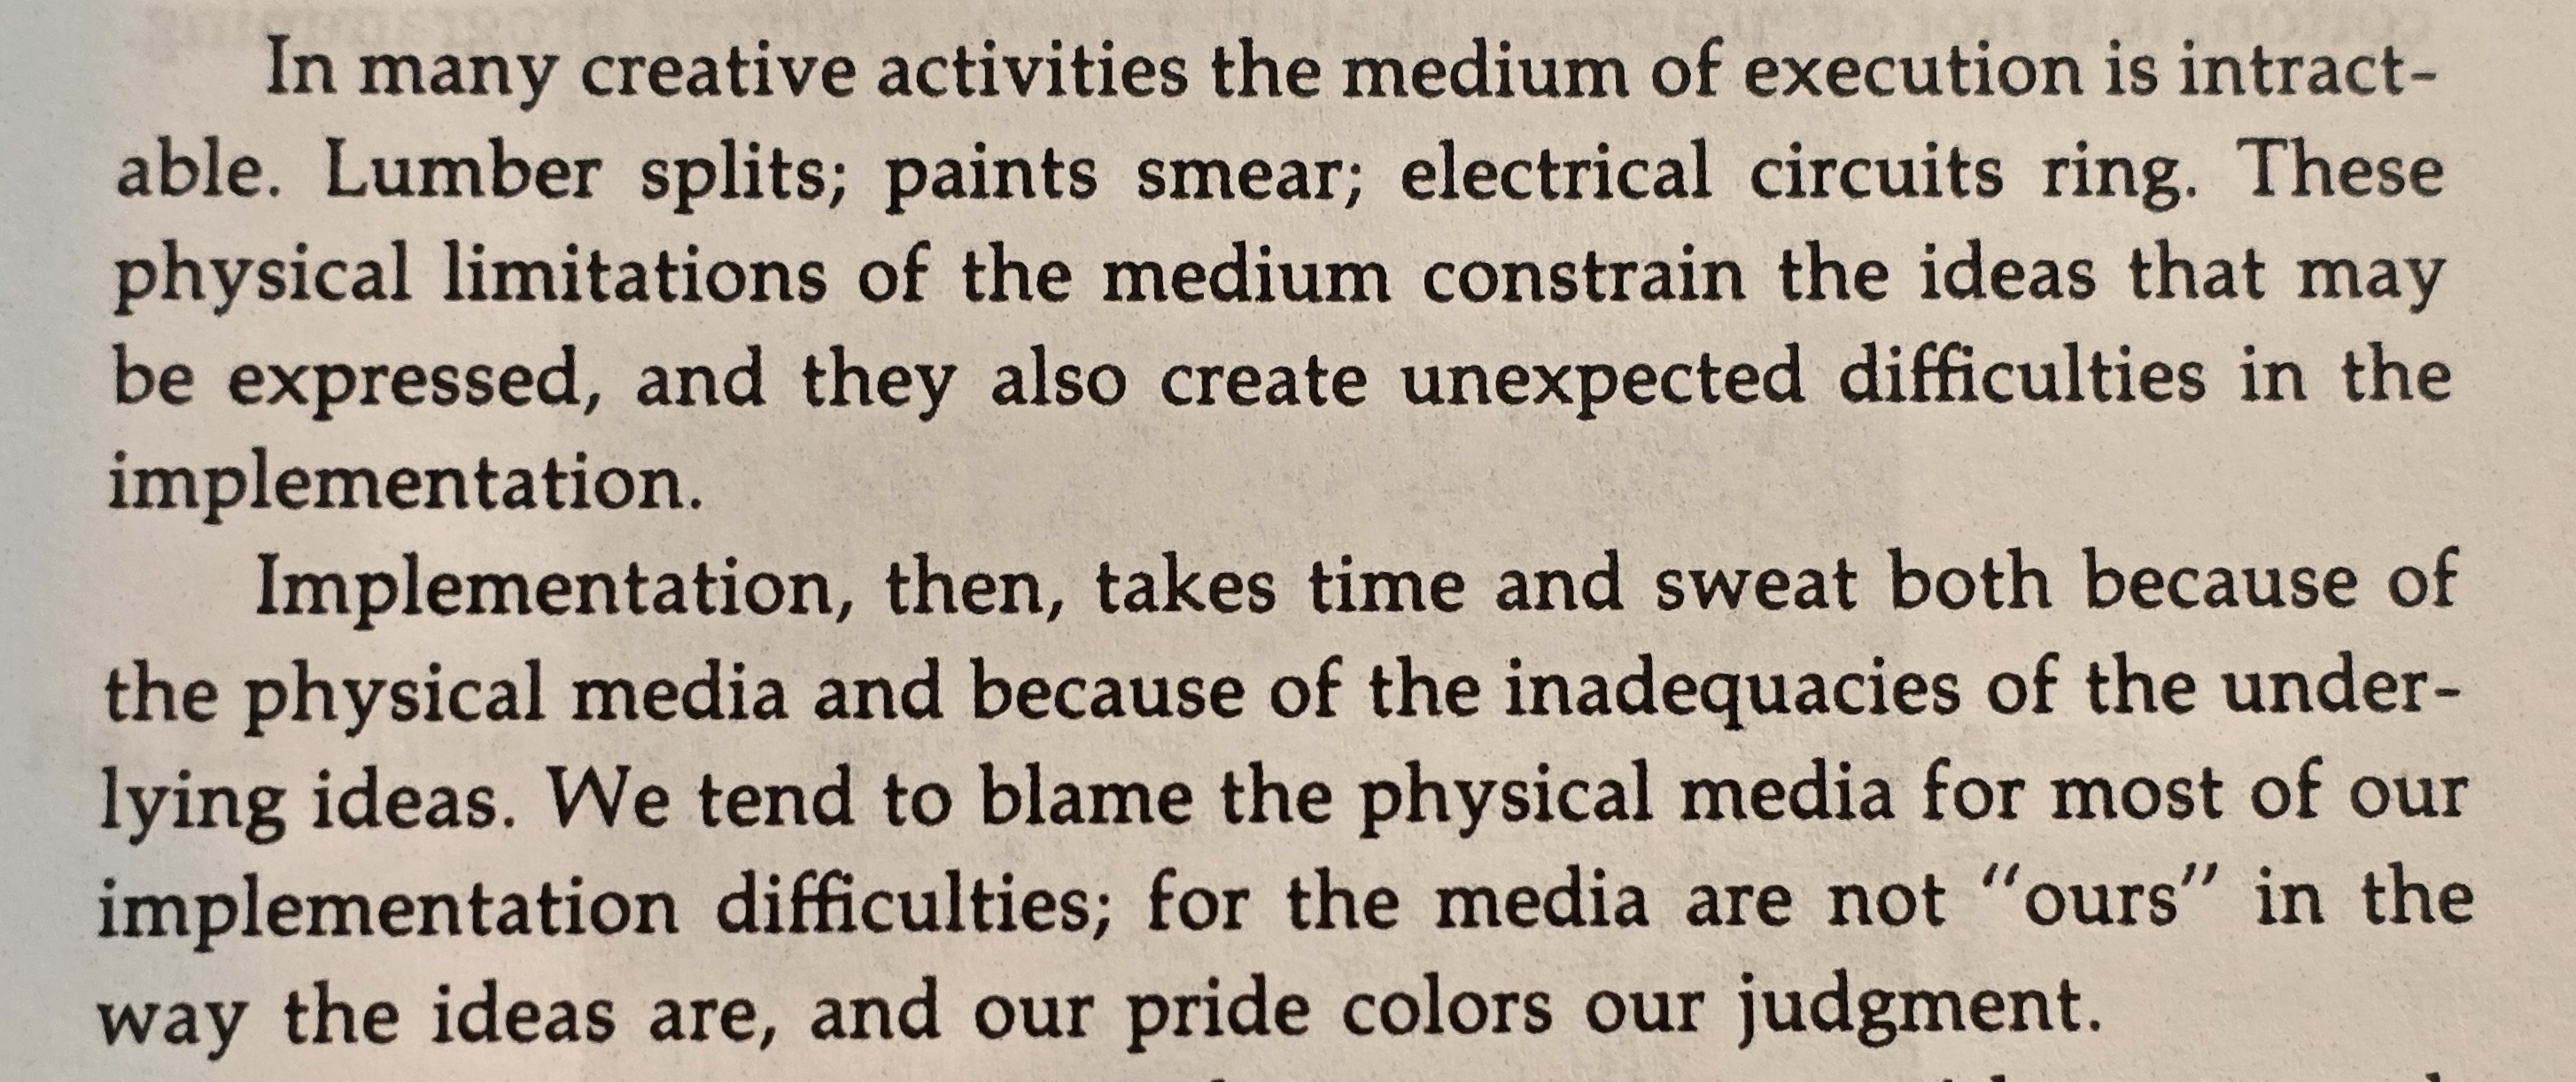 In many creative activities the medium of execution is intract-
able. Lumber splits; paints smear; electrical circuits ring. These
physical limitations of the medium constrain the ideas that may
be expressed, and they also create unexpected difficulties in the
implementation.
Implementation, then, takes time and sweat both because of
the physical media and because of the inadequacies of the under-
lying ideas. We tend to blame the physical media for most of our
implementation difficulties; for the media are not “ours” in the
way the ideas are, and our pride colors our judgment.